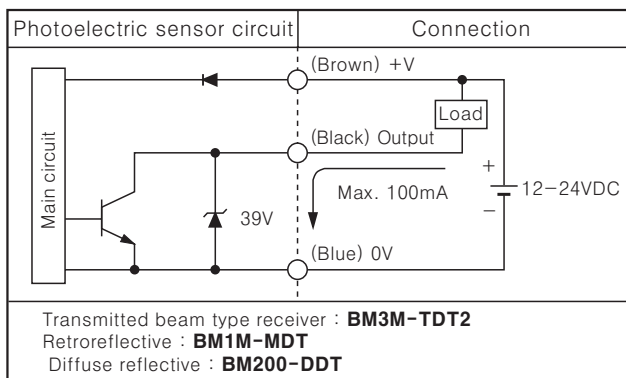 Photoelectric sensor circuit
Connection
(Brown) +V
Load
(Black) Output
Main circuit
Max. 100mA
+
12-24VDC
−
39V
(Blue) 0V
Transmitted beam type receiver : BM3M-TDT2
Retroreflective : BM1M-MDT
Diffuse reflective : BM200-DDT